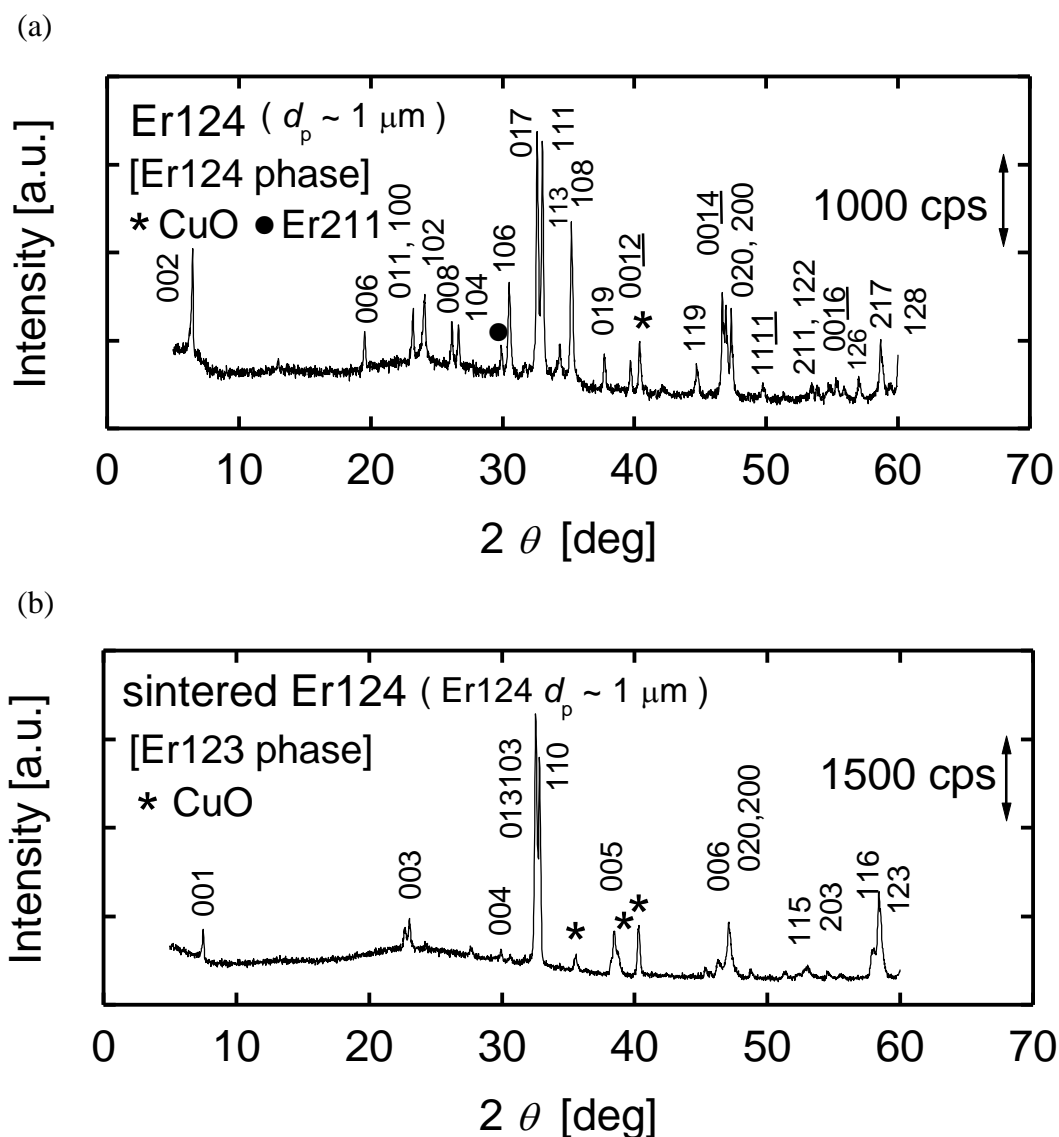 (a)
Er124 ( dp ~ 1 μm )
[Er124 phase]
* CuO ● Er211
1000 cps
002
006
011, 100
102
008
104
106
017
111
113
108
019
0012
*
119
0014
020, 200
1111
211, 122
0016
126
217
128
Intensity [a.u.]
0 10 20 30 40 50 60 70
2 θ [deg]
(b)
sintered Er124 ( Er124 dp ~ 1 μm )
[Er123 phase]
* CuO
1500 cps
001
003
004
013103
110
*
005
*
*
006
020,200
115
203
116
123
Intensity [a.u.]
0 10 20 30 40 50 60 70
2 θ [deg]